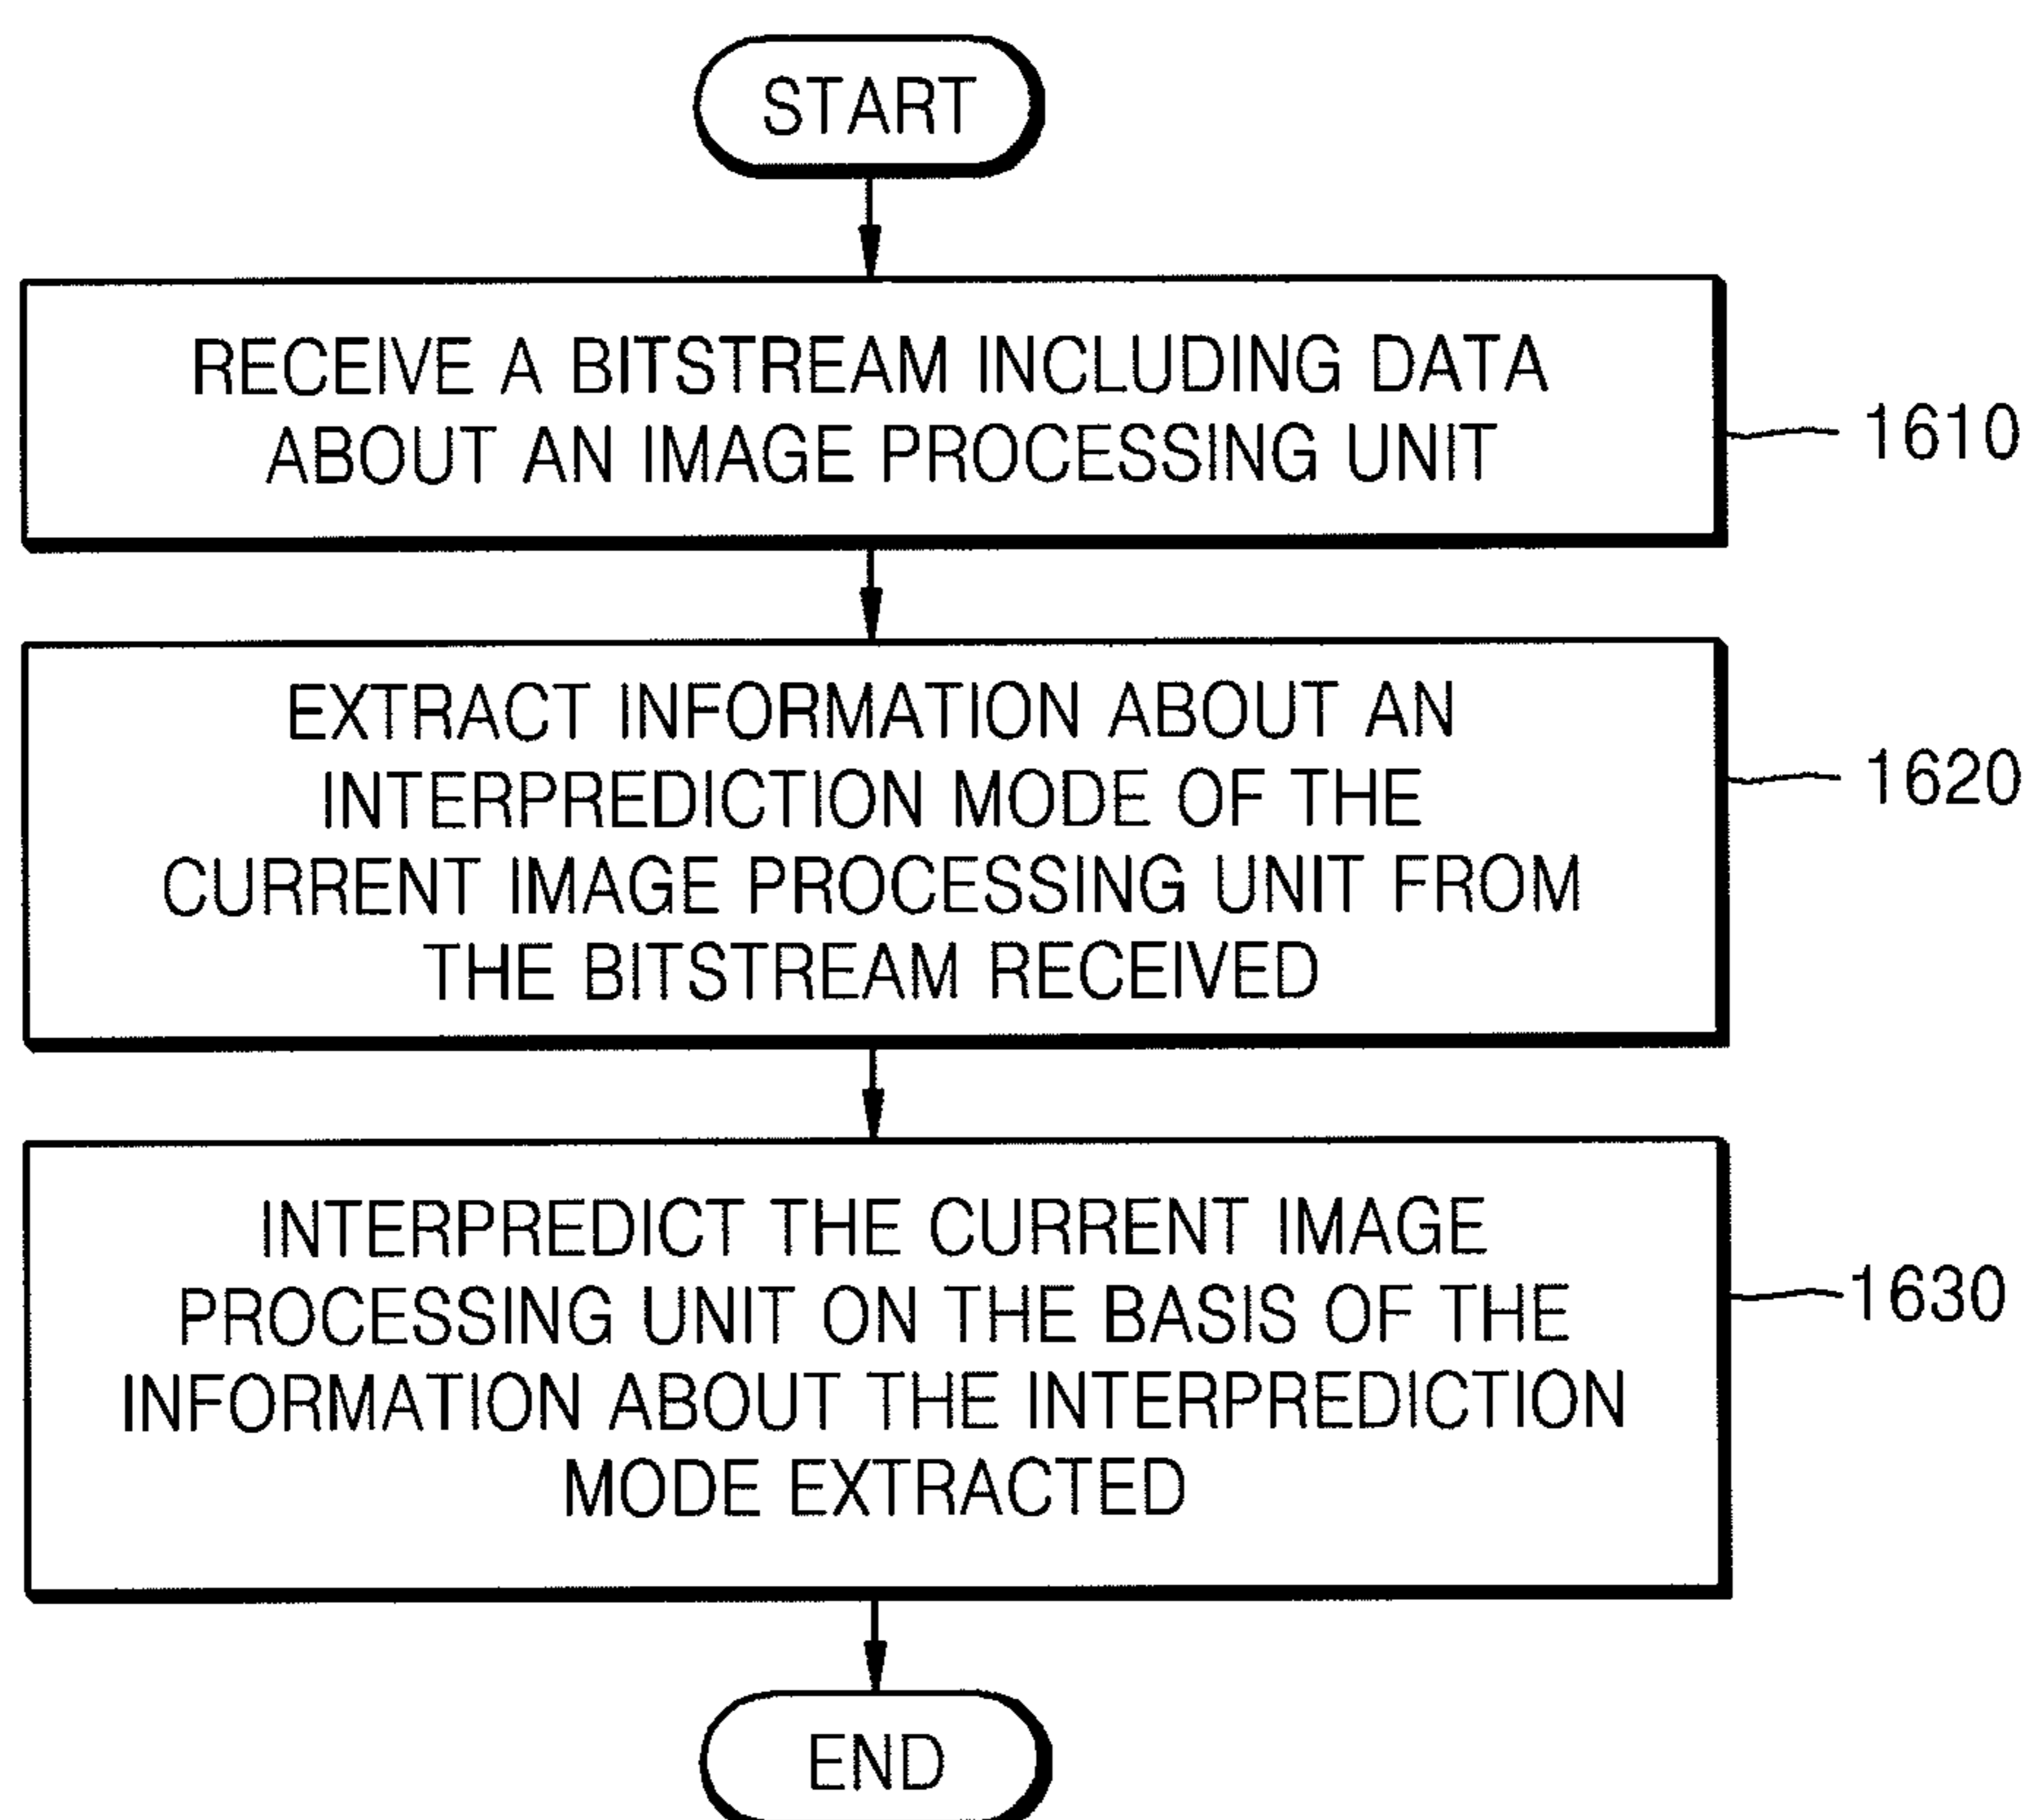 START
RECEIVE A BITSTREAM INCLUDING DATA
ABOUT AN IMAGE PROCESSING UNIT
1610
EXTRACT INFORMATION ABOUT AN
INTERPREDICTION MODE OF THE
CURRENT IMAGE PROCESSING UNIT FROM
THE BITSTREAM RECEIVED
1620
INTERPREDICT THE CURRENT IMAGE
PROCESSING UNIT ON THE BASIS OF THE
INFORMATION ABOUT THE INTERPREDICTION
MODE EXTRACTED
1630
END